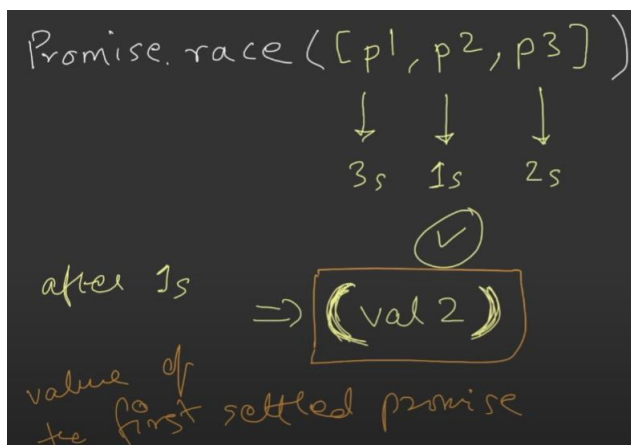 Promise.race([p1, p2, p3])
3s 1s 2s
after 1s
=> (val 2)
value of
the first settled promise